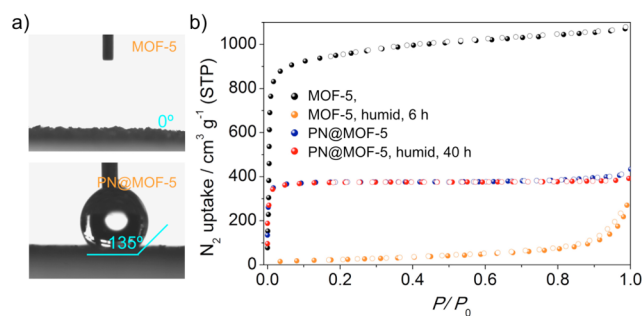 a)
MOF-5
0º
PN@MOF-5
135º
b)
N₂ uptake / cm³ g⁻¹ (STP)
1000
800
600
400
200
0
MOF-5,
MOF-5, humid, 6 h
PN@MOF-5
PN@MOF-5, humid, 40 h
0.0 0.2 0.4 0.6 0.8 1.0
P/ P₀